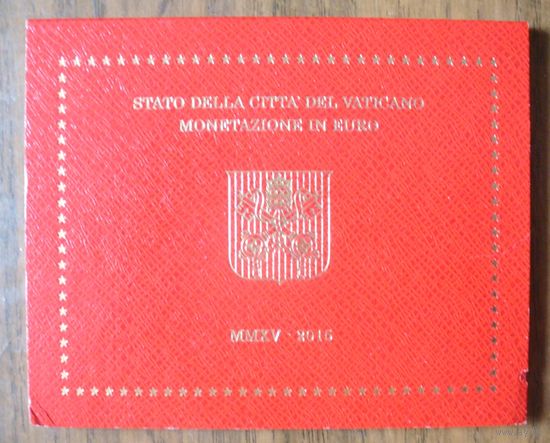 STATO DELLA CITTA' DEL VATICANO
MONETAZIONE IN EURO
MMXV · 2015